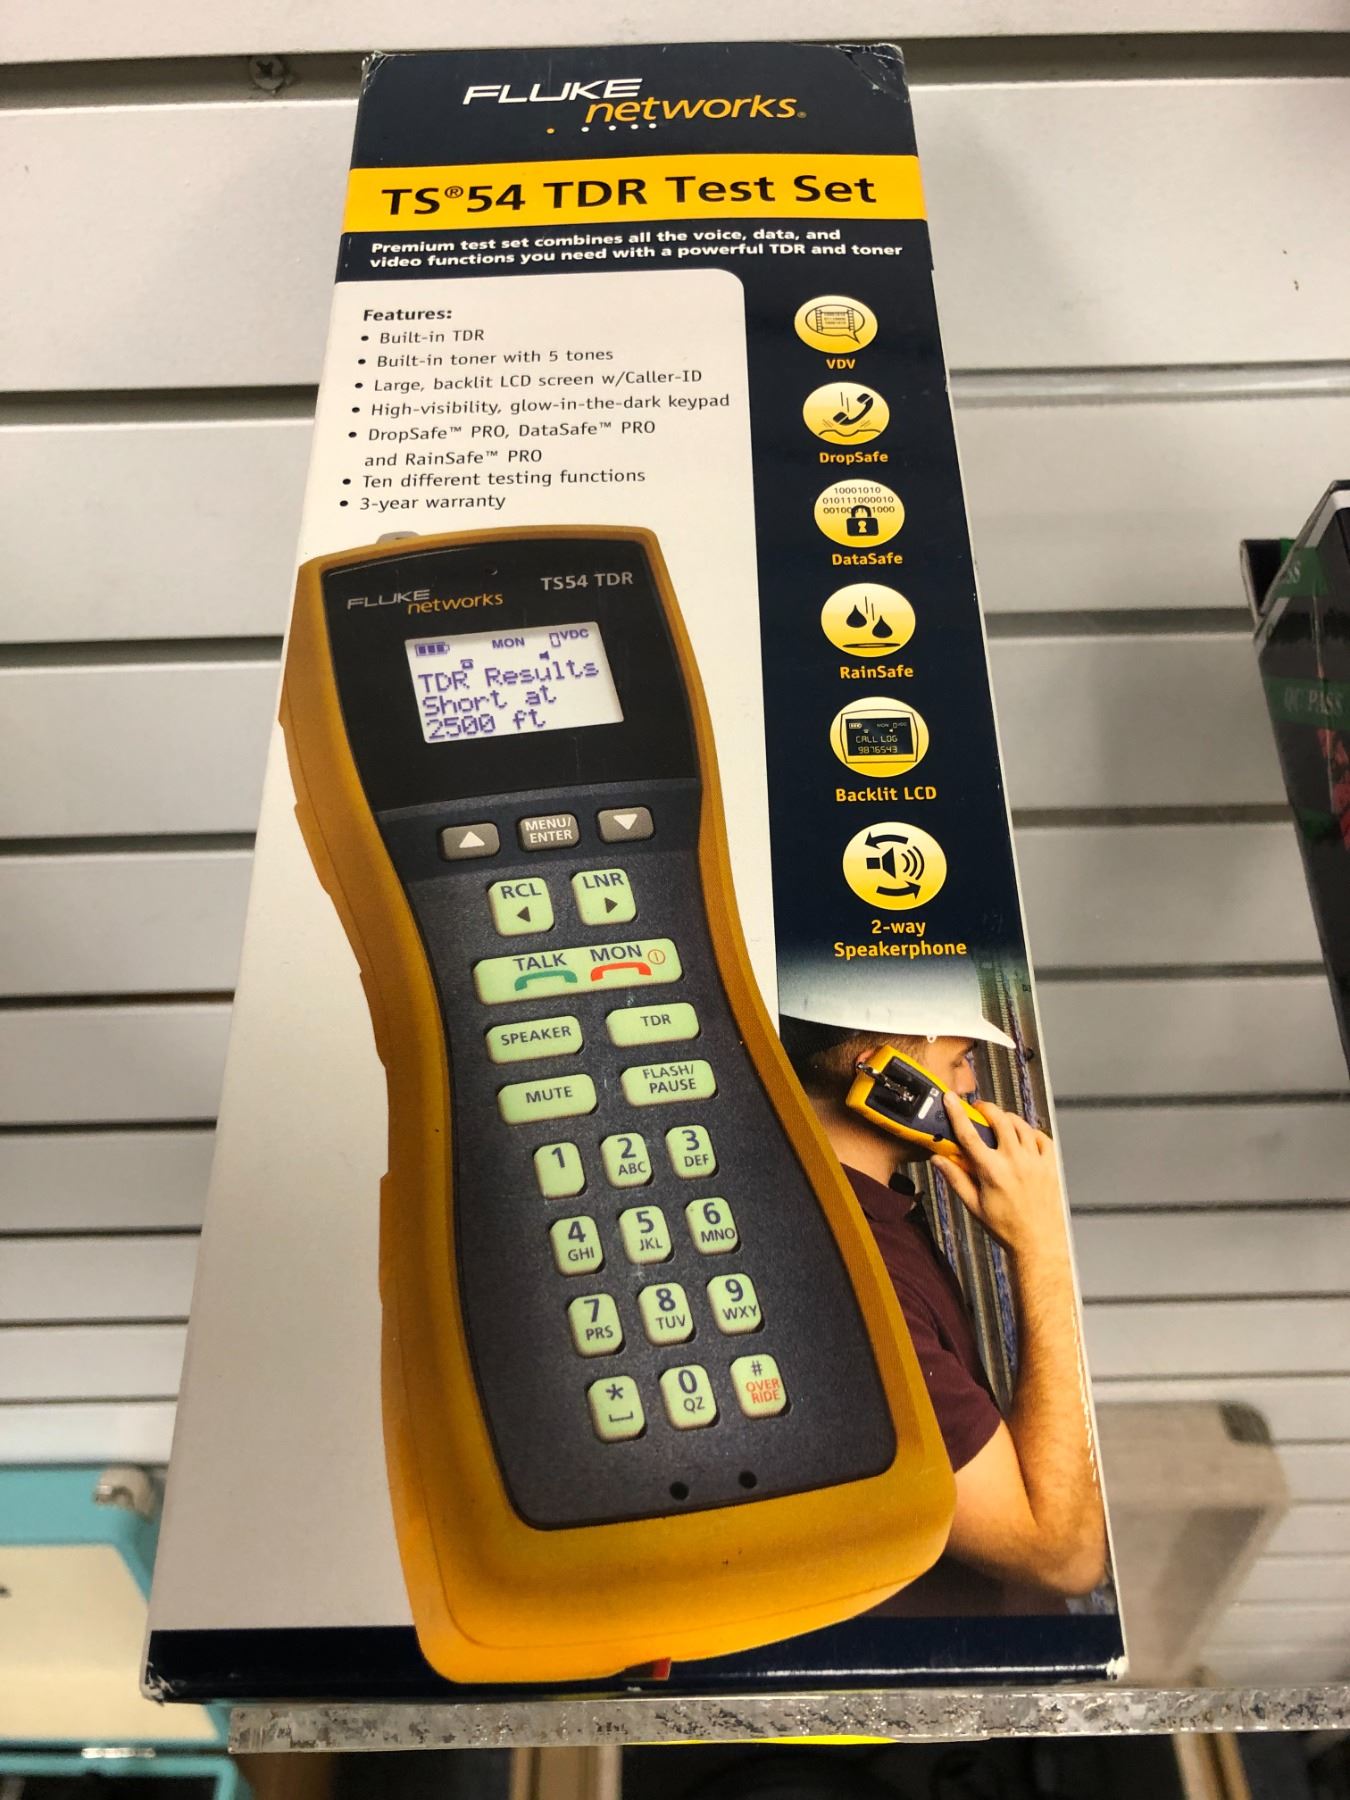 FLUKE
networks®
TS®54 TDR Test Set
Premium test set combines all the voice, data, and
video functions you need with a powerful TDR and toner
Features:
• Built-in TDR
• Built-in toner with 5 tones
• Large, backlit LCD screen w/Caller-ID
• High-visibility, glow-in-the-dark keypad
• DropSafe™ PRO, DataSafe™ PRO
and RainSafe™ PRO
• Ten different testing functions
• 3-year warranty
VDV
DropSafe
10001010
010111000010
DataSafe
RainSafe
MON VDC
CALL LOG
9876543
Backlit LCD
2-way
Speakerphone
FLUKE
networks
TS54 TDR
MON VDC
TDR Results
Short at
2500 ft
MENU/
ENTER
RCL LNR
TALK MON
SPEAKER TDR
MUTE FLASH/
PAUSE
1 2 ABC 3 DEF
4 GHI 5 JKL 6 MNO
7 PRS 8 TUV 9 WXY
* 0 QZ #
OVER
RIDE
QC PASS